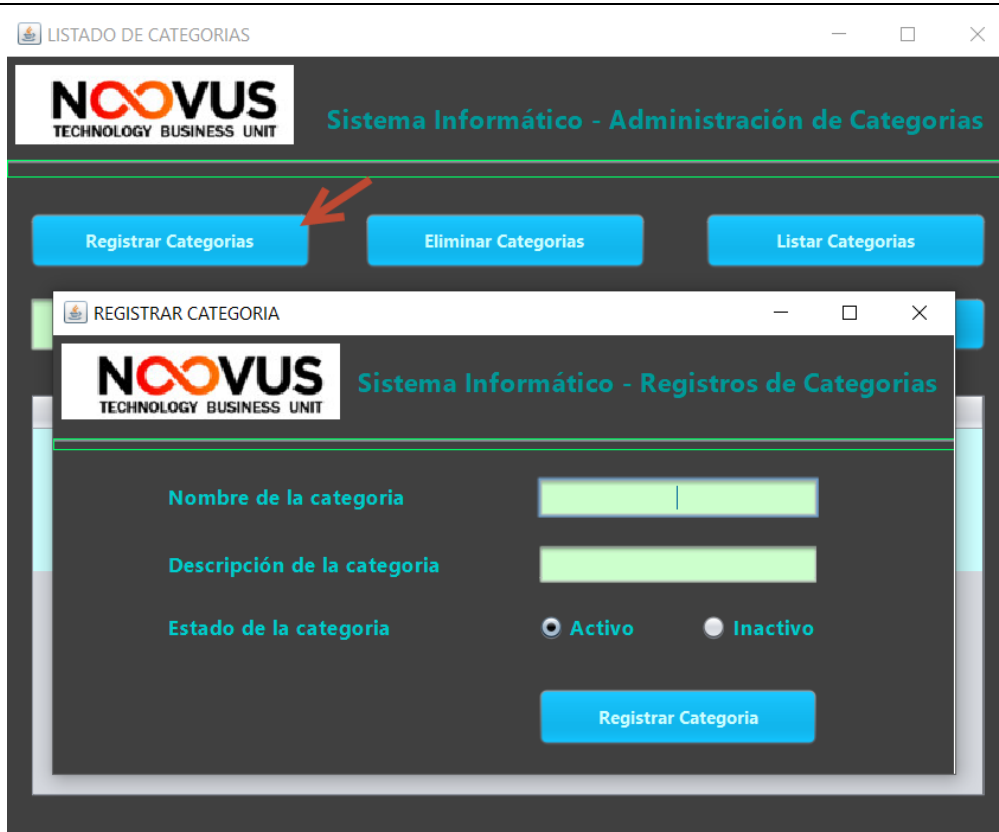 LISTADO DE CATEGORIAS
NOOVUS
TECHNOLOGY BUSINESS UNIT
Sistema Informático - Administración de Categorias
Registrar Categorias
Eliminar Categorias
Listar Categorias
REGISTRAR CATEGORIA
NOOVUS
TECHNOLOGY BUSINESS UNIT
Sistema Informático - Registros de Categorias
Nombre de la categoria
Descripción de la categoria
Estado de la categoria
Activo
Inactivo
Registrar Categoria